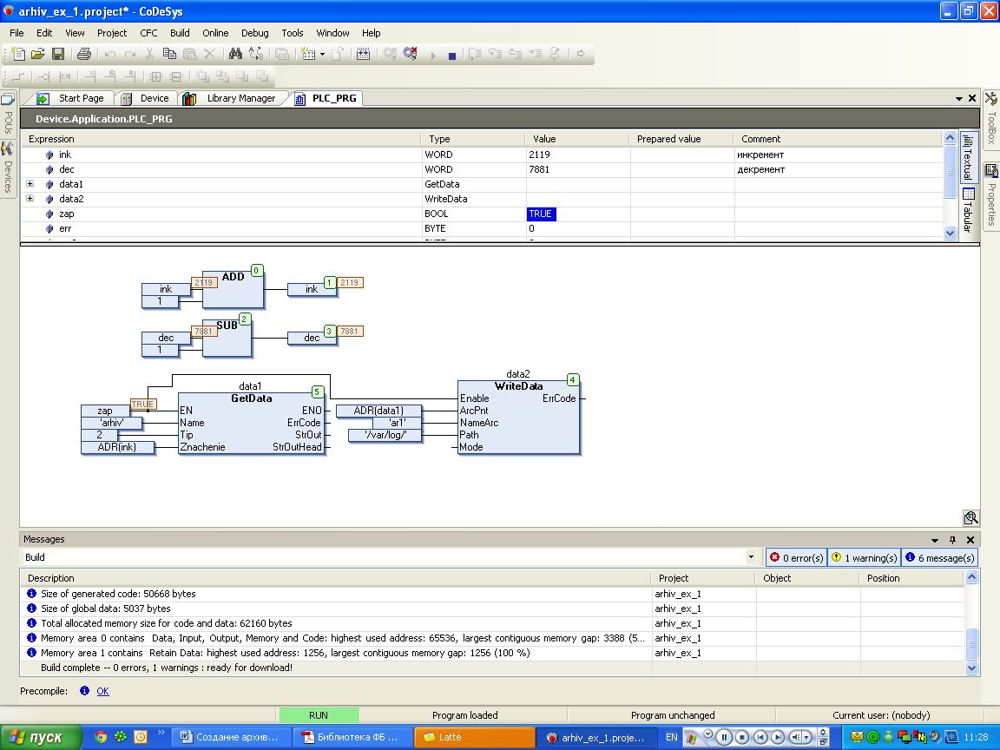 arhiv_ex_1.project* - CoDeSys
File Edit View Project CFC Build Online Debug Tools Window Help
Start Page Device Library Manager PLC_PRG
Device.Application.PLC_PRG
Expression Type Value Prepared value Comment
ink WORD 2119 инкремент
dec WORD 7881 декремент
data1 GetData
data2 WriteData
zap BOOL TRUE
err BYTE 0
POUs
Devices
Textual
Tabular
ToolBox
Properties
ADD 0
ink 2119 ink 1 2119
1
SUB 2
dec 7881 dec 3 7881
1
data1
GetData 5
TRUE
zap EN ENO
'arhiv' Name ErrCode
2 Tip StrOut
ADR(ink) Znachenie StrOutHead
data2
WriteData 4
Enable ErrCode
ADR(data1) ArcPnt
'ar1' NameArc
'/var/log/' Path
Mode
Messages
Build 0 error(s) 1 warning(s) 6 message(s)
Description Project Object Position
Size of generated code: 50668 bytes arhiv_ex_1
Size of global data: 5037 bytes arhiv_ex_1
Total allocated memory size for code and data: 62160 bytes arhiv_ex_1
Memory area 0 contains Data, Input, Output, Memory and Code: highest used address: 65536, largest contiguous memory gap: 3388 (5... arhiv_ex_1
Memory area 1 contains Retain Data: highest used address: 1256, largest contiguous memory gap: 1256 (100 %) arhiv_ex_1
Build complete -- 0 errors, 1 warnings : ready for download!
Precompile: OK
RUN Program loaded Program unchanged Current user: (nobody)
пуск Создание архив... Библиотека ФБ ... Latte arhiv_ex_1.proje... EN 11:28